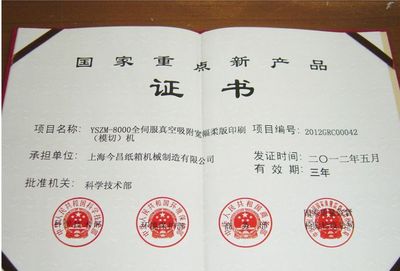 国家重点新产品
证书
项目名称：YSZM-8000全伺服真空吸附宽幅柔版印刷（模切）机
项目编号：2012GRC00042
承担单位：上海今昌纸箱机械制造有限公司
发证时间：二〇一二年五月
有效期：三年
批准机关：科学技术部